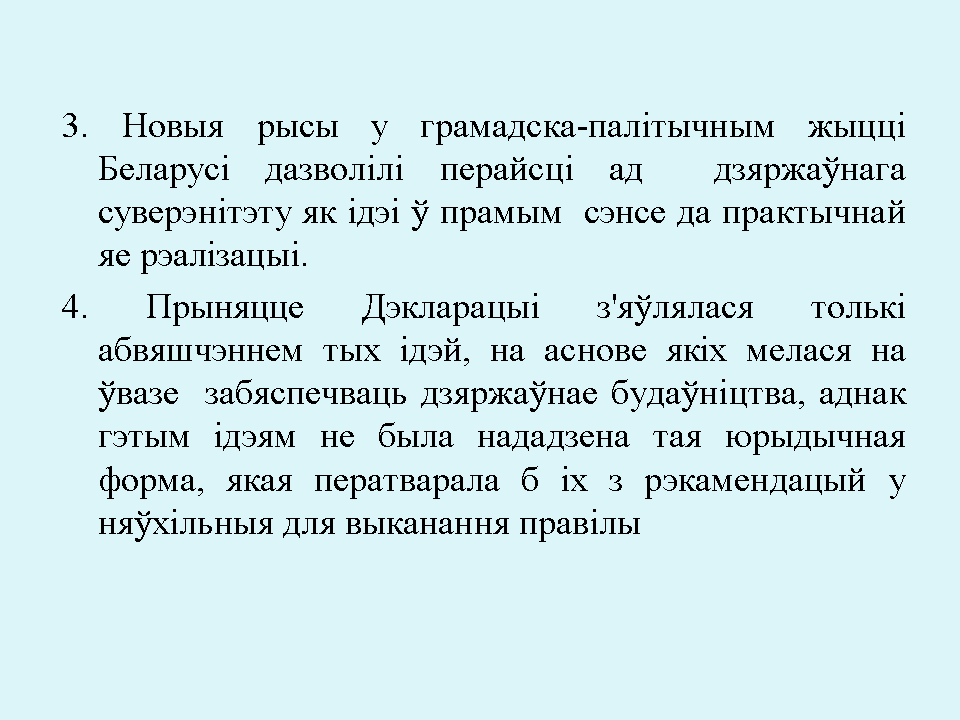 3. Новыя рысы у грамадска-палітычным жыцці
Беларусі дазволілі перайсці ад дзяржаўнага
суверэнітэту як ідэі ў прамым сэнсе да практычнай
яе рэалізацыі.
4. Прыняцце Дэкларацыі з'яўлялася толькі
абвяшчэннем тых ідэй, на аснове якіх мелася на
ўвазе забяспечваць дзяржаўнае будаўніцтва, аднак
гэтым ідэям не была нададзена тая юрыдычная
форма, якая ператварала б іх з рэкамендацый у
няўхільныя для выканання правілы